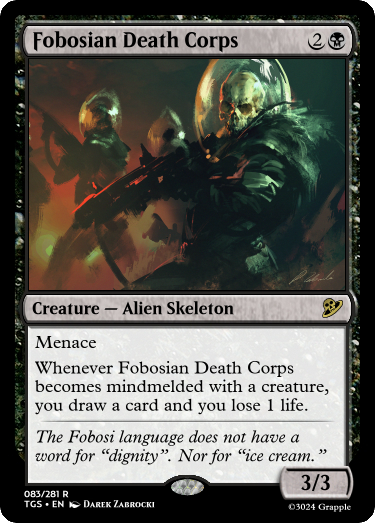 Fobosian Death Corps 2
Creature — Alien Skeleton
Menace
Whenever Fobosian Death Corps
becomes mindmelded with a creature,
you draw a card and you lose 1 life.
The Fobosi language does not have a
word for “dignity”. Nor for “ice cream.”
3/3
083/281 R
TGS • EN DAREK ZABROCKI
©3024 Grapple